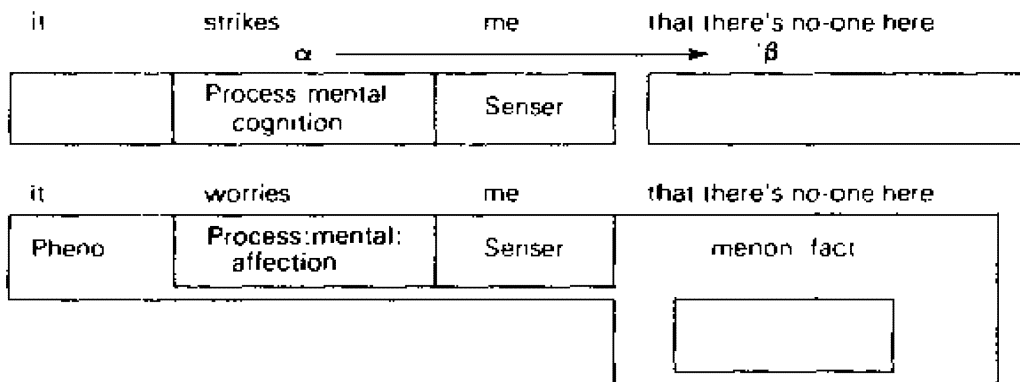 it strikes me that there's no-one here
α β
Process mental cognition Senser
it worries me that there's no-one here
Pheno Process:mental: affection Senser menon fact